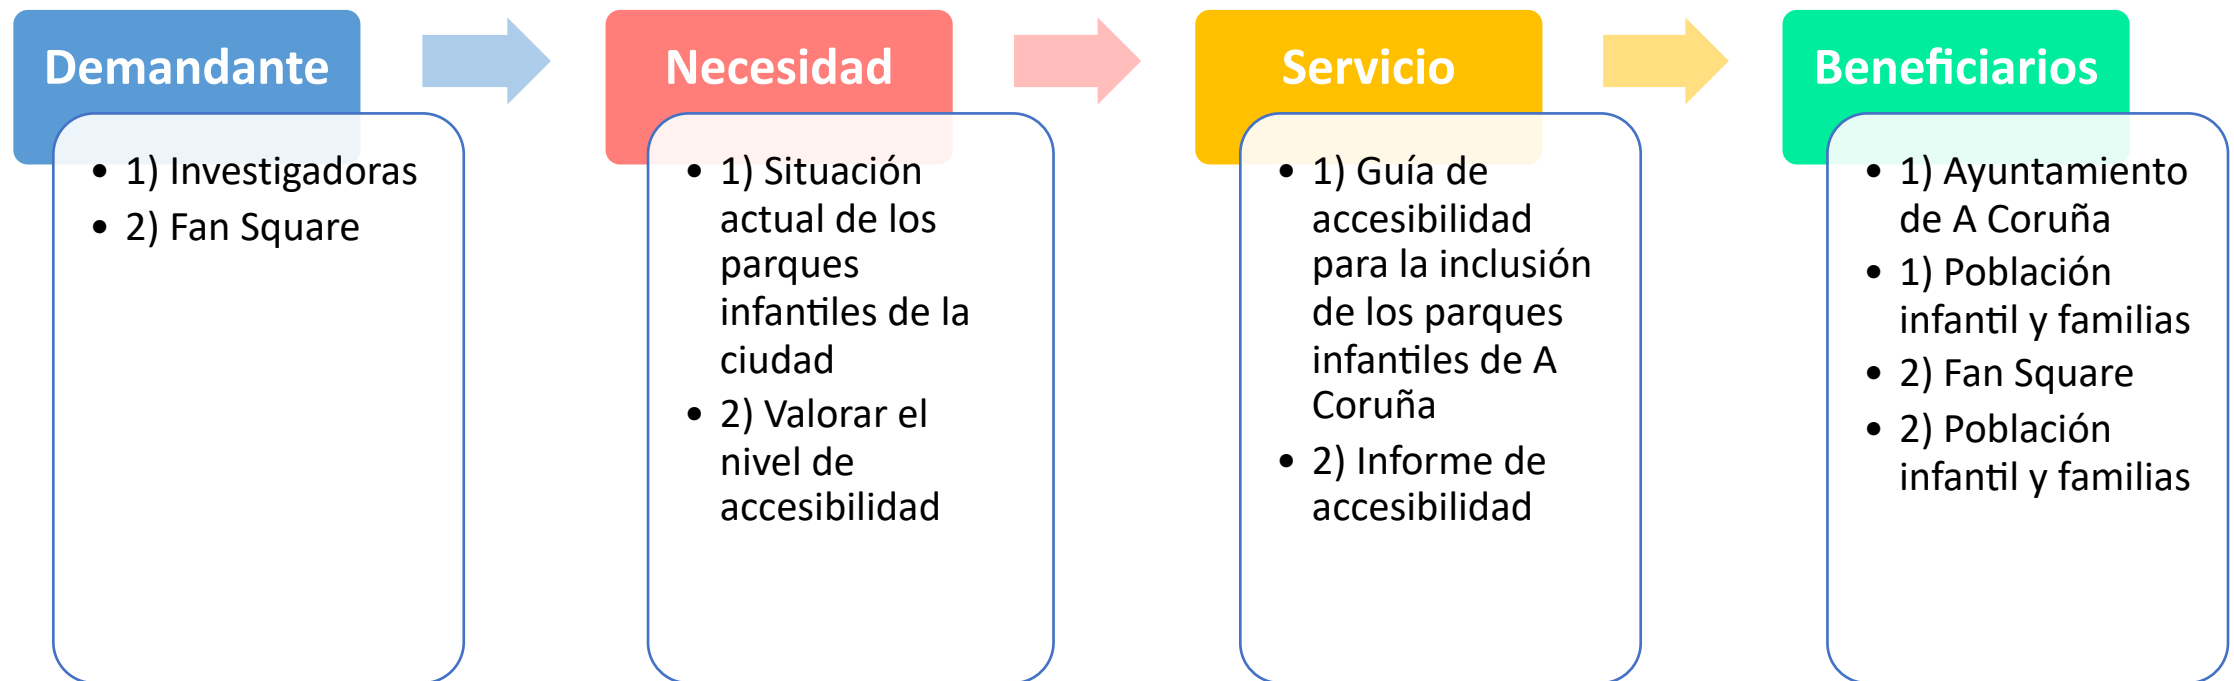 Demandante
• 1) Investigadoras
• 2) Fan Square
Necesidad
• 1) Situación
actual de los
parques
infantiles de la
ciudad
• 2) Valorar el
nivel de
accesibilidad
Servicio
• 1) Guía de
accesibilidad
para la inclusión
de los parques
infantiles de A
Coruña
• 2) Informe de
accesibilidad
Beneficiarios
• 1) Ayuntamiento
de A Coruña
• 1) Población
infantil y familias
• 2) Fan Square
• 2) Población
infantil y familias